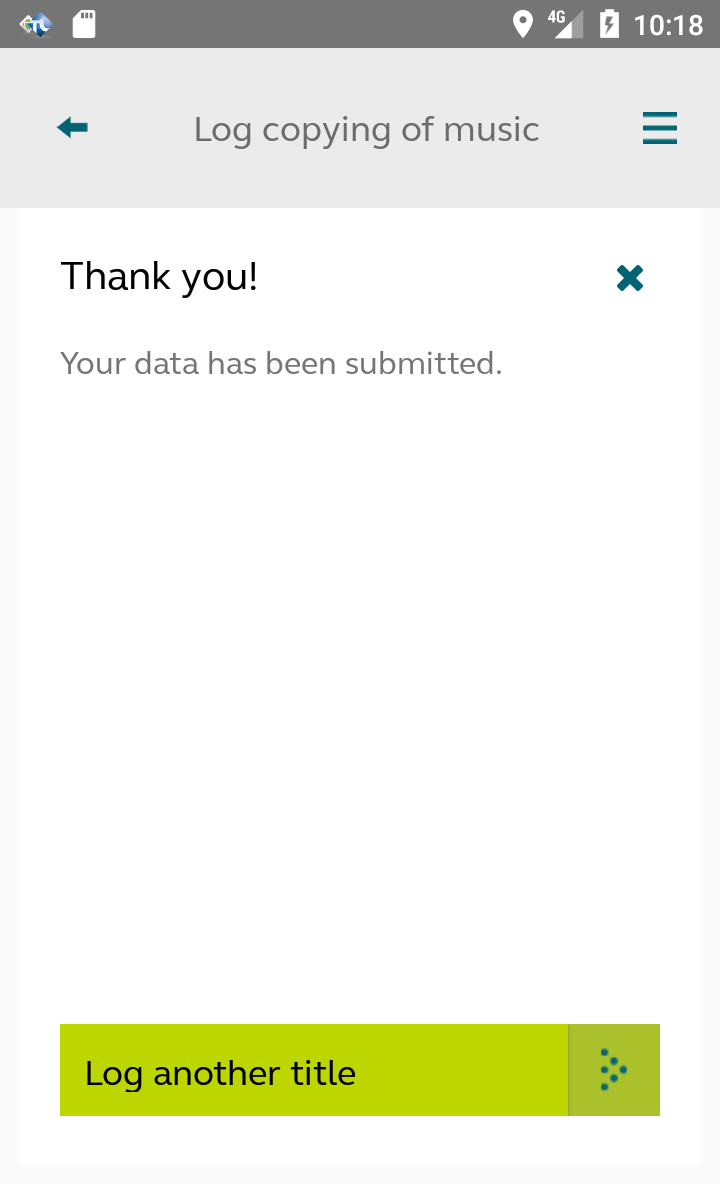 4G 10:18
Log copying of music
Thank you!
Your data has been submitted.
Log another title